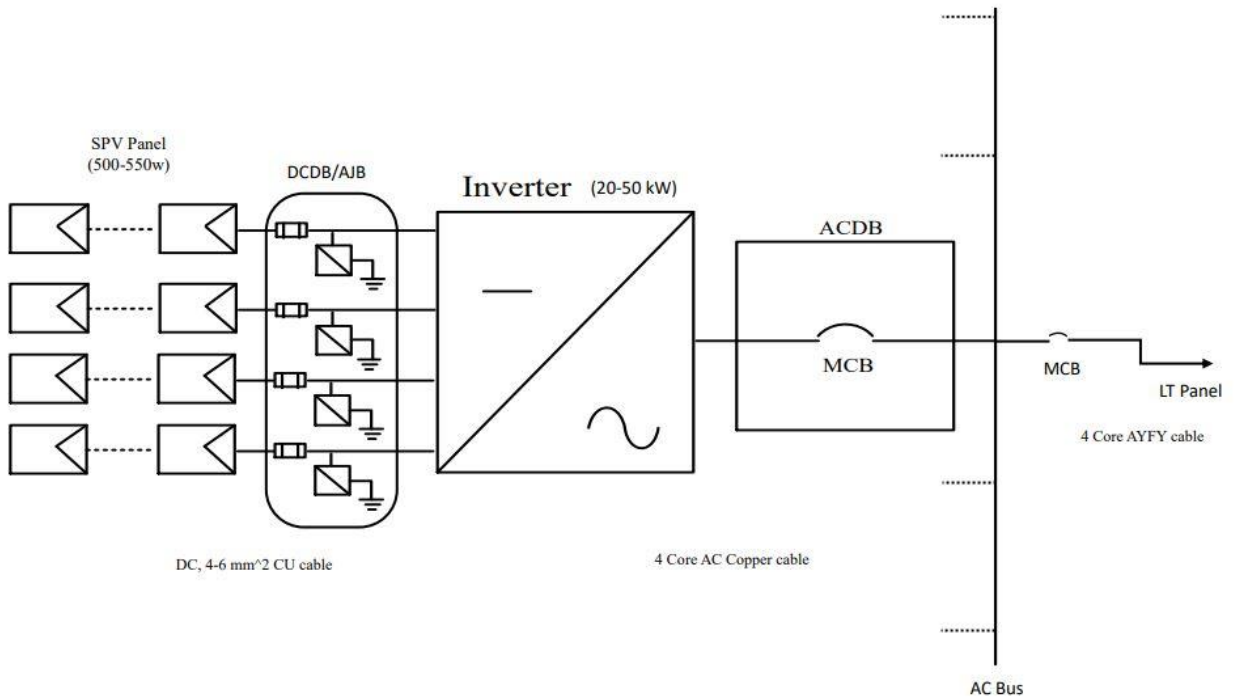 SPV Panel
(500-550w)
DCDB/AJB
Inverter (20-50 kW)
ACDB
MCB
MCB
LT Panel
4 Core AYFY cable
DC, 4-6 mm^2 CU cable
4 Core AC Copper cable
AC Bus